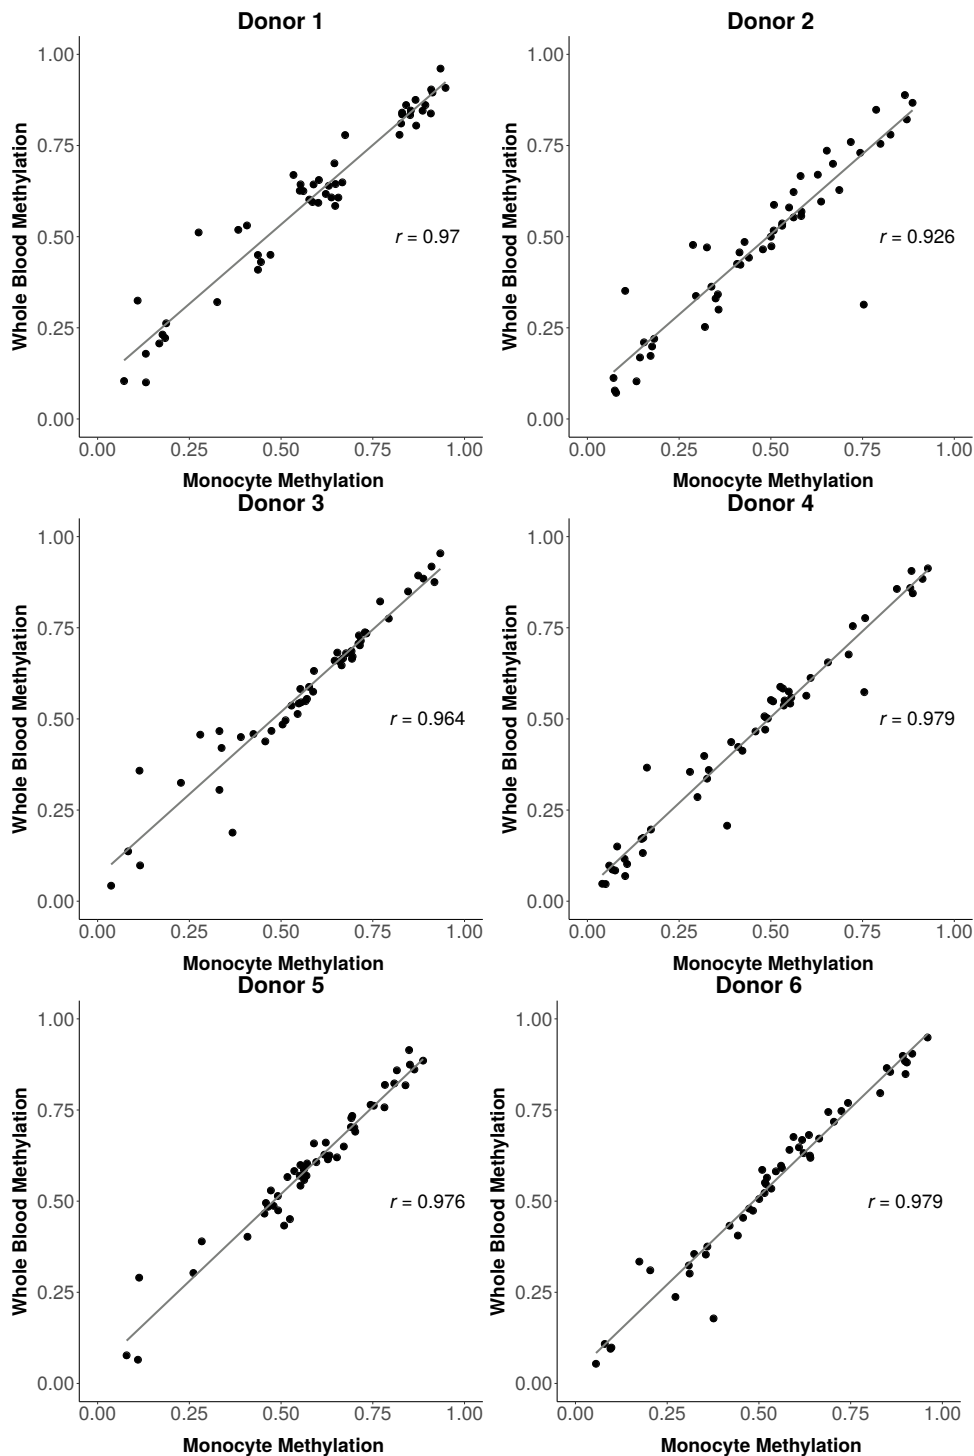 Donor 1
Whole Blood Methylation
1.00
0.75
0.50
0.25
0.00
r = 0.97
0.00 0.25 0.50 0.75 1.00
Monocyte Methylation
Donor 2
Whole Blood Methylation
1.00
0.75
0.50
0.25
0.00
r = 0.926
0.00 0.25 0.50 0.75 1.00
Monocyte Methylation
Donor 3
Whole Blood Methylation
1.00
0.75
0.50
0.25
0.00
r = 0.964
0.00 0.25 0.50 0.75 1.00
Monocyte Methylation
Donor 4
Whole Blood Methylation
1.00
0.75
0.50
0.25
0.00
r = 0.979
0.00 0.25 0.50 0.75 1.00
Monocyte Methylation
Donor 5
Whole Blood Methylation
1.00
0.75
0.50
0.25
0.00
r = 0.976
0.00 0.25 0.50 0.75 1.00
Monocyte Methylation
Donor 6
Whole Blood Methylation
1.00
0.75
0.50
0.25
0.00
r = 0.979
0.00 0.25 0.50 0.75 1.00
Monocyte Methylation